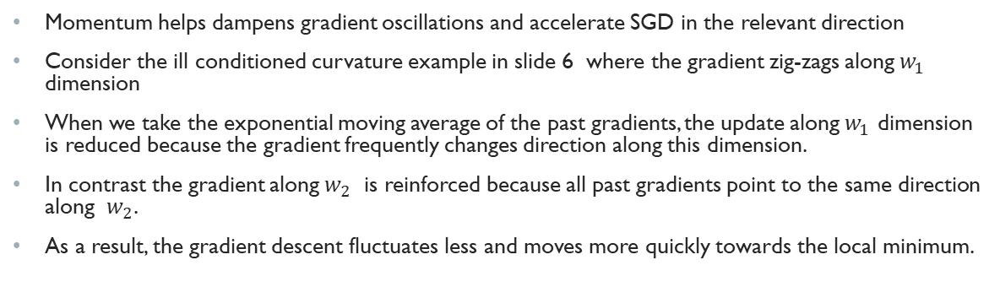 • Momentum helps dampens gradient oscillations and accelerate SGD in the relevant direction
• Consider the ill conditioned curvature example in slide 6 where the gradient zig-zags along w₁
dimension
• When we take the exponential moving average of the past gradients, the update along w₁ dimension
is reduced because the gradient frequently changes direction along this dimension.
• In contrast the gradient along w₂ is reinforced because all past gradients point to the same direction
along w₂.
• As a result, the gradient descent fluctuates less and moves more quickly towards the local minimum.